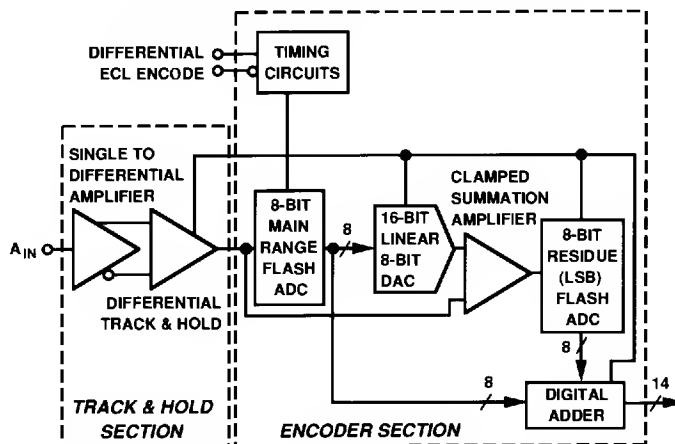 DIFFERENTIAL
ECL ENCODE
TIMING
CIRCUITS
SINGLE TO
DIFFERENTIAL
AMPLIFIER
CLAMPED
SUMMATION
AMPLIFIER
A IN
8-BIT
MAIN
RANGE
FLASH
ADC
8
16-BIT
LINEAR
8-BIT
DAC
8-BIT
RESIDUE
(LSB)
FLASH
ADC
DIFFERENTIAL
TRACK & HOLD
8
8
DIGITAL
ADDER
14
TRACK & HOLD
SECTION
ENCODER SECTION